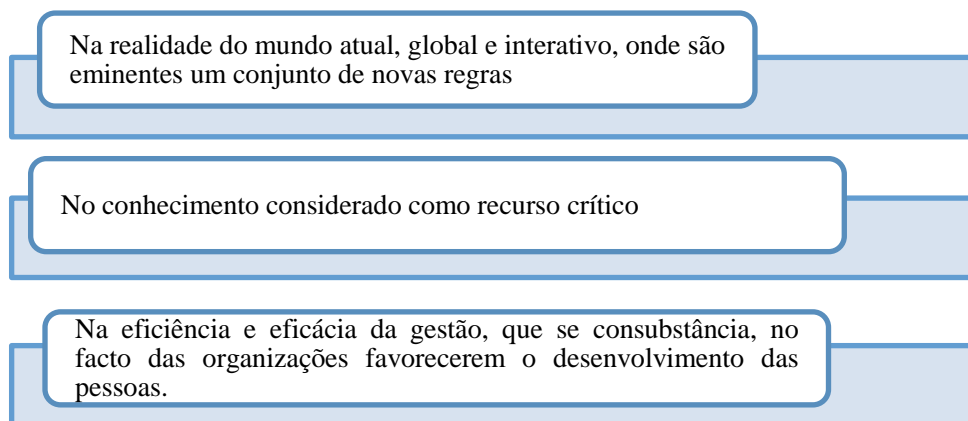 Na realidade do mundo atual, global e interativo, onde são
eminentes um conjunto de novas regras
No conhecimento considerado como recurso crítico
Na eficiência e eficácia da gestão, que se consubstância, no
facto das organizações favorecerem o desenvolvimento das
pessoas.